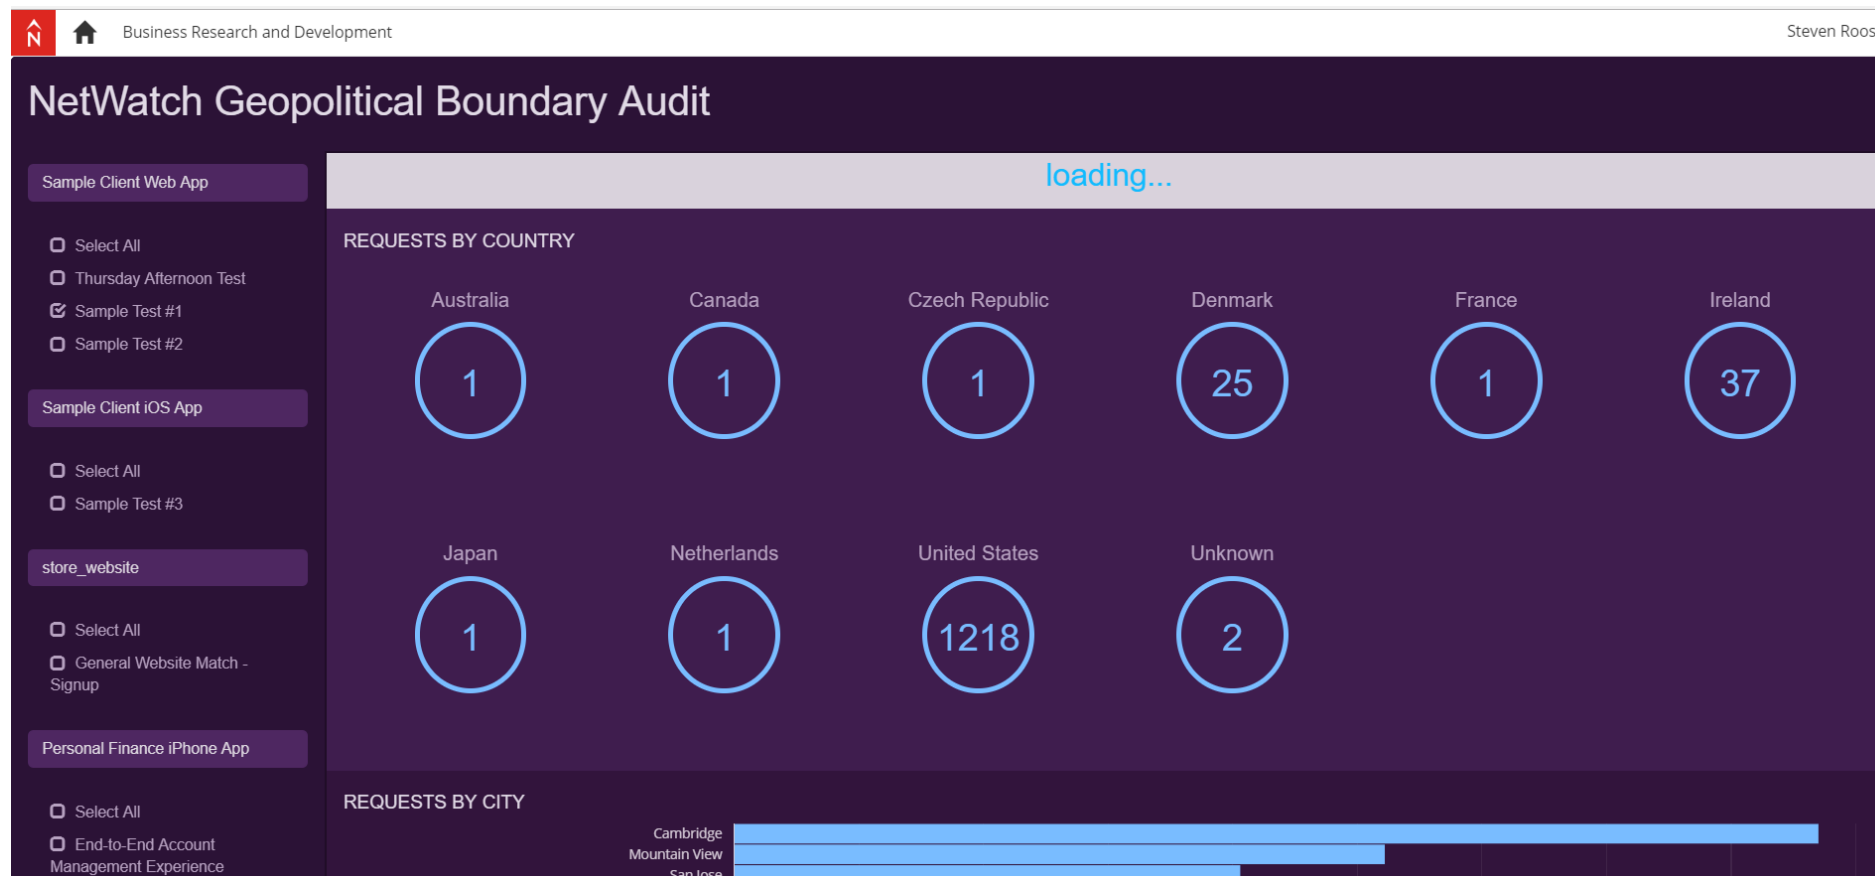 N
Business Research and Development
Steven Roos
NetWatch Geopolitical Boundary Audit
Sample Client Web App
Select All
Thursday Afternoon Test
Sample Test #1
Sample Test #2
Sample Client iOS App
Select All
Sample Test #3
store_website
Select All
General Website Match -
Signup
Personal Finance iPhone App
Select All
End-to-End Account
Management Experience
loading...
REQUESTS BY COUNTRY
Australia Canada Czech Republic Denmark France Ireland
1 1 1 25 1 37
Japan Netherlands United States Unknown
1 1 1218 2
REQUESTS BY CITY
Cambridge
Mountain View
San Jose